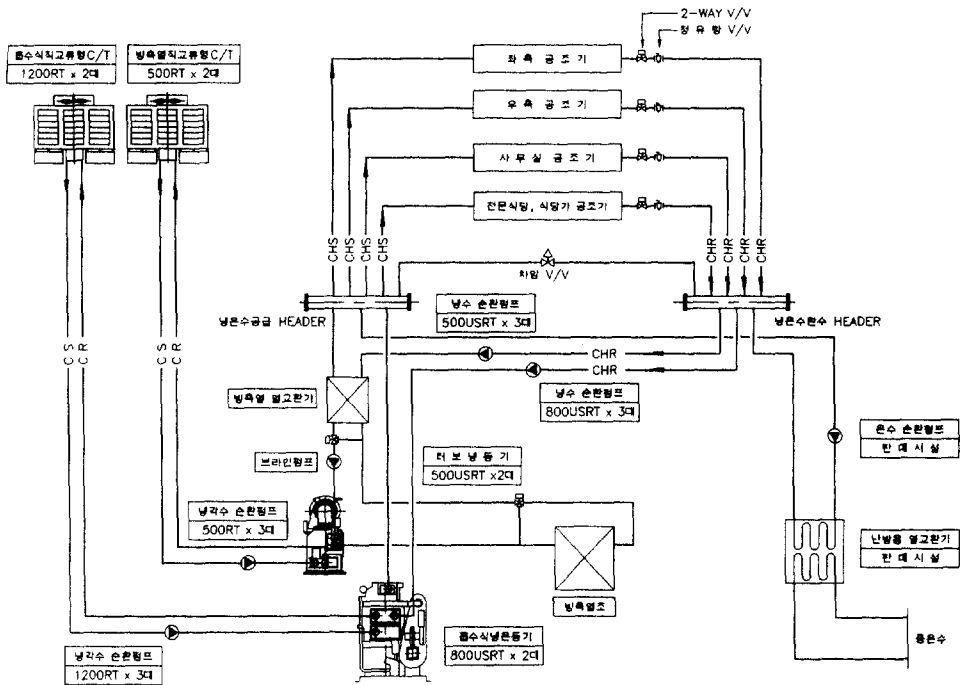 2-WAY V/V
정유량 V/V
흡수식직교류형C/T
1200RT x 2대
빙축열직교류형C/T
500RT x 2대
좌측 공조기
우측 공조기
사무실 공조기
전문식당, 식당가 공조기
CHS
CHS
CHS
CHS
CHR
CHR
CHR
CHR
차압 V/V
냉온수공급 HEADER
냉수 순환펌프
500USRT x 3대
냉온수환수 HEADER
CS
CR
CS
CR
CHR
CHR
빙축열 열교환기
냉수 순환펌프
800USRT x 3대
온수 순환펌프
판매시설
브라인펌프
터보냉동기
500USRT x2대
냉각수 순환펌프
500RT x 3대
난방용 열교환기
판매시설
빙축열조
흡수식냉온동기
800USRT x 2대
중온수
냉각수 순환펌프
1200RT x 3대